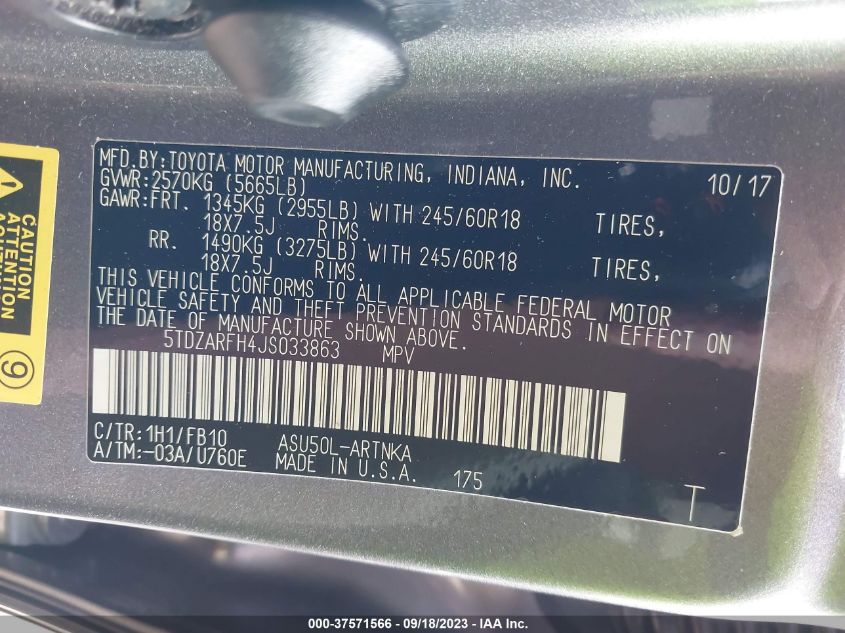 MFD.BY:TOYOTA MOTOR MANUFACTURING, INDIANA, INC. 10/17
GVWR:2570KG (5665LB)
GAWR:FRT. 1345KG (2955LB) WITH 245/60R18 TIRES,
18X7.5J RIMS.
RR. 1490KG (3275LB) WITH 245/60R18 TIRES,
18X7.5J RIMS.
THIS VEHICLE CONFORMS TO ALL APPLICABLE FEDERAL MOTOR
VEHICLE SAFETY AND THEFT PREVENTION STANDARDS IN EFFECT ON
THE DATE OF MANUFACTURE SHOWN ABOVE.
5TDZARFH4JS033863 MPV
C/TR:1H1/FB10 ASU50L-ARTNKA
A/TM:-03A/U760E MADE IN U.S.A. 175
T
CAUTION
ATTENTION
9
000-37571566 - 09/18/2023 - IAA Inc.